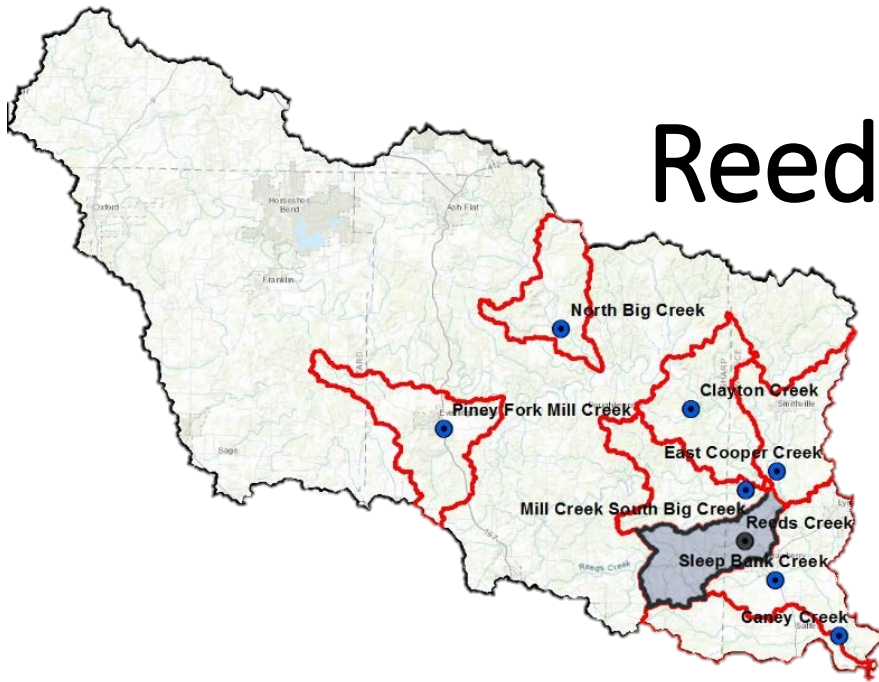 Reed
Oxford
Horseshoe
Bend
Ash Flat
Franklin
North Big Creek
Clayton Creek
Smithville
Piney Fork Mill Creek
Sage
East Cooper Creek
Mill Creek South Big Creek
Reeds Creek
Reeds Creek
Sleep Bank Creek
Caney Creek